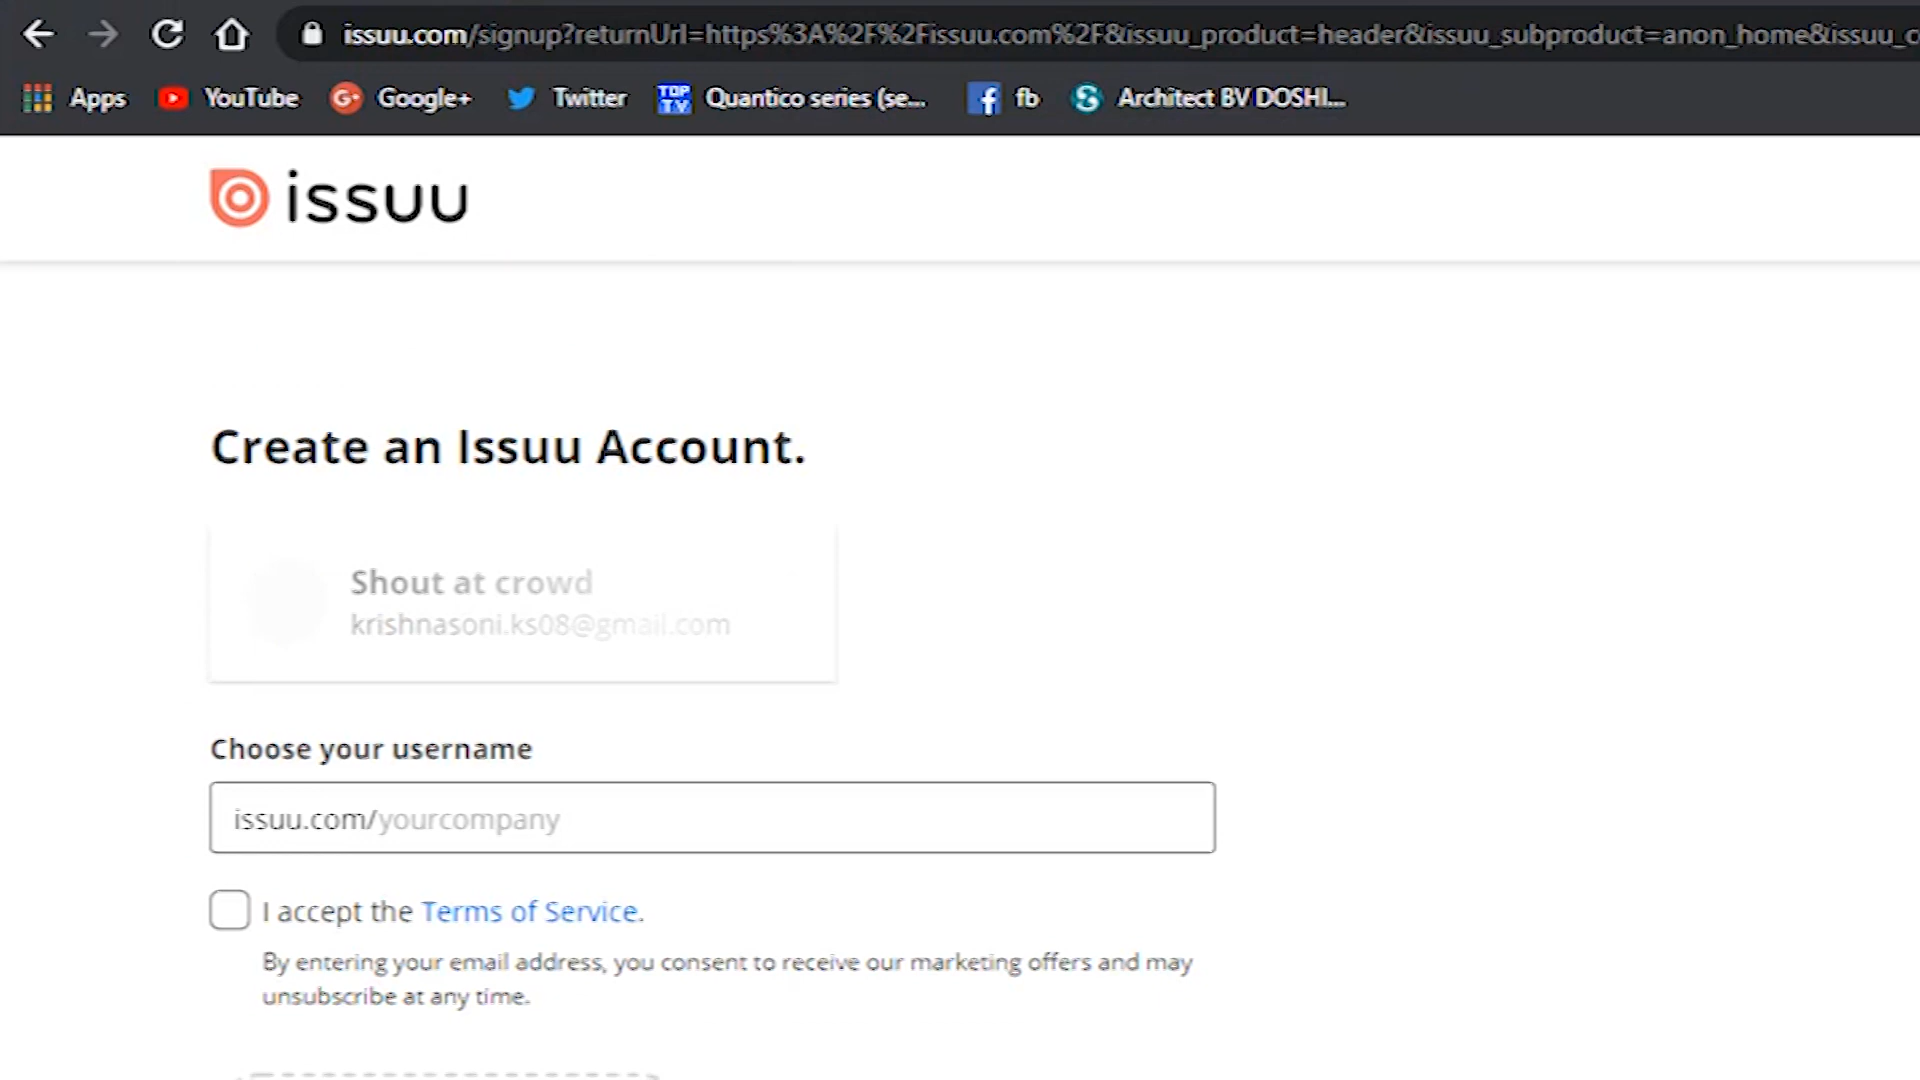 issuu.com/signup?returnUrl=https%3A%2F%2Fissuu.com%2F&issuu_product=header&issuu_subproduct=anon_home&issuu_c
Apps YouTube Google+ Twitter TOP TV Quantico series (se... fb Architect BV DOSHI...
issuu
Create an Issuu Account.
Shout at crowd
krishnasoni.ks08@gmail.com
Choose your username
issuu.com/yourcompany
I accept the Terms of Service.
By entering your email address, you consent to receive our marketing offers and may
unsubscribe at any time.